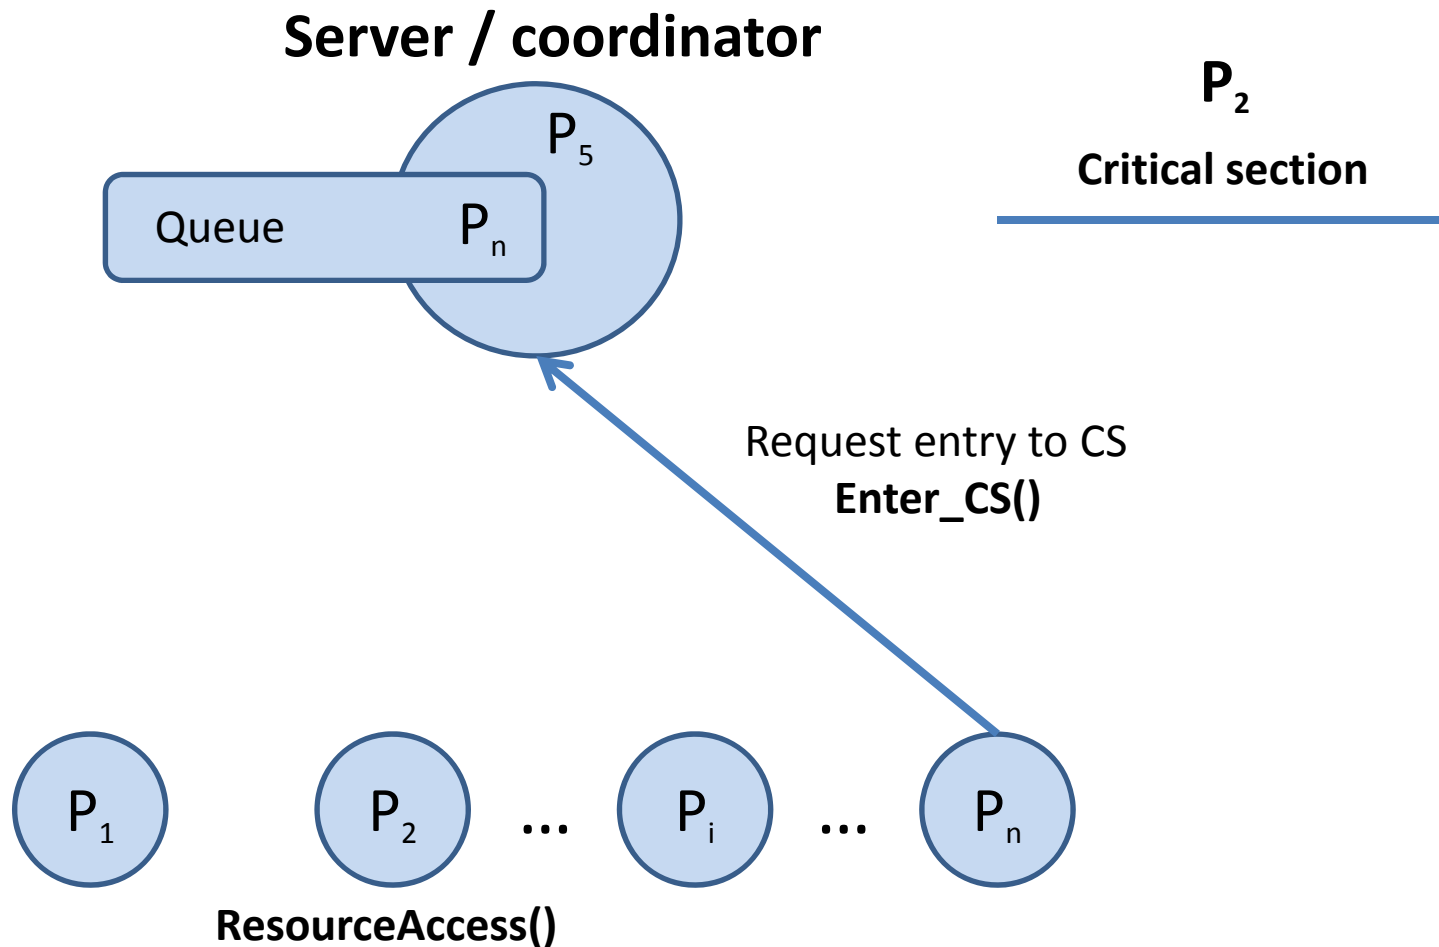 Server / coordinator
P2
Critical section
P5
Queue
Pn
Request entry to CS
Enter_CS()
P1
P2
...
Pi
...
Pn
ResourceAccess()